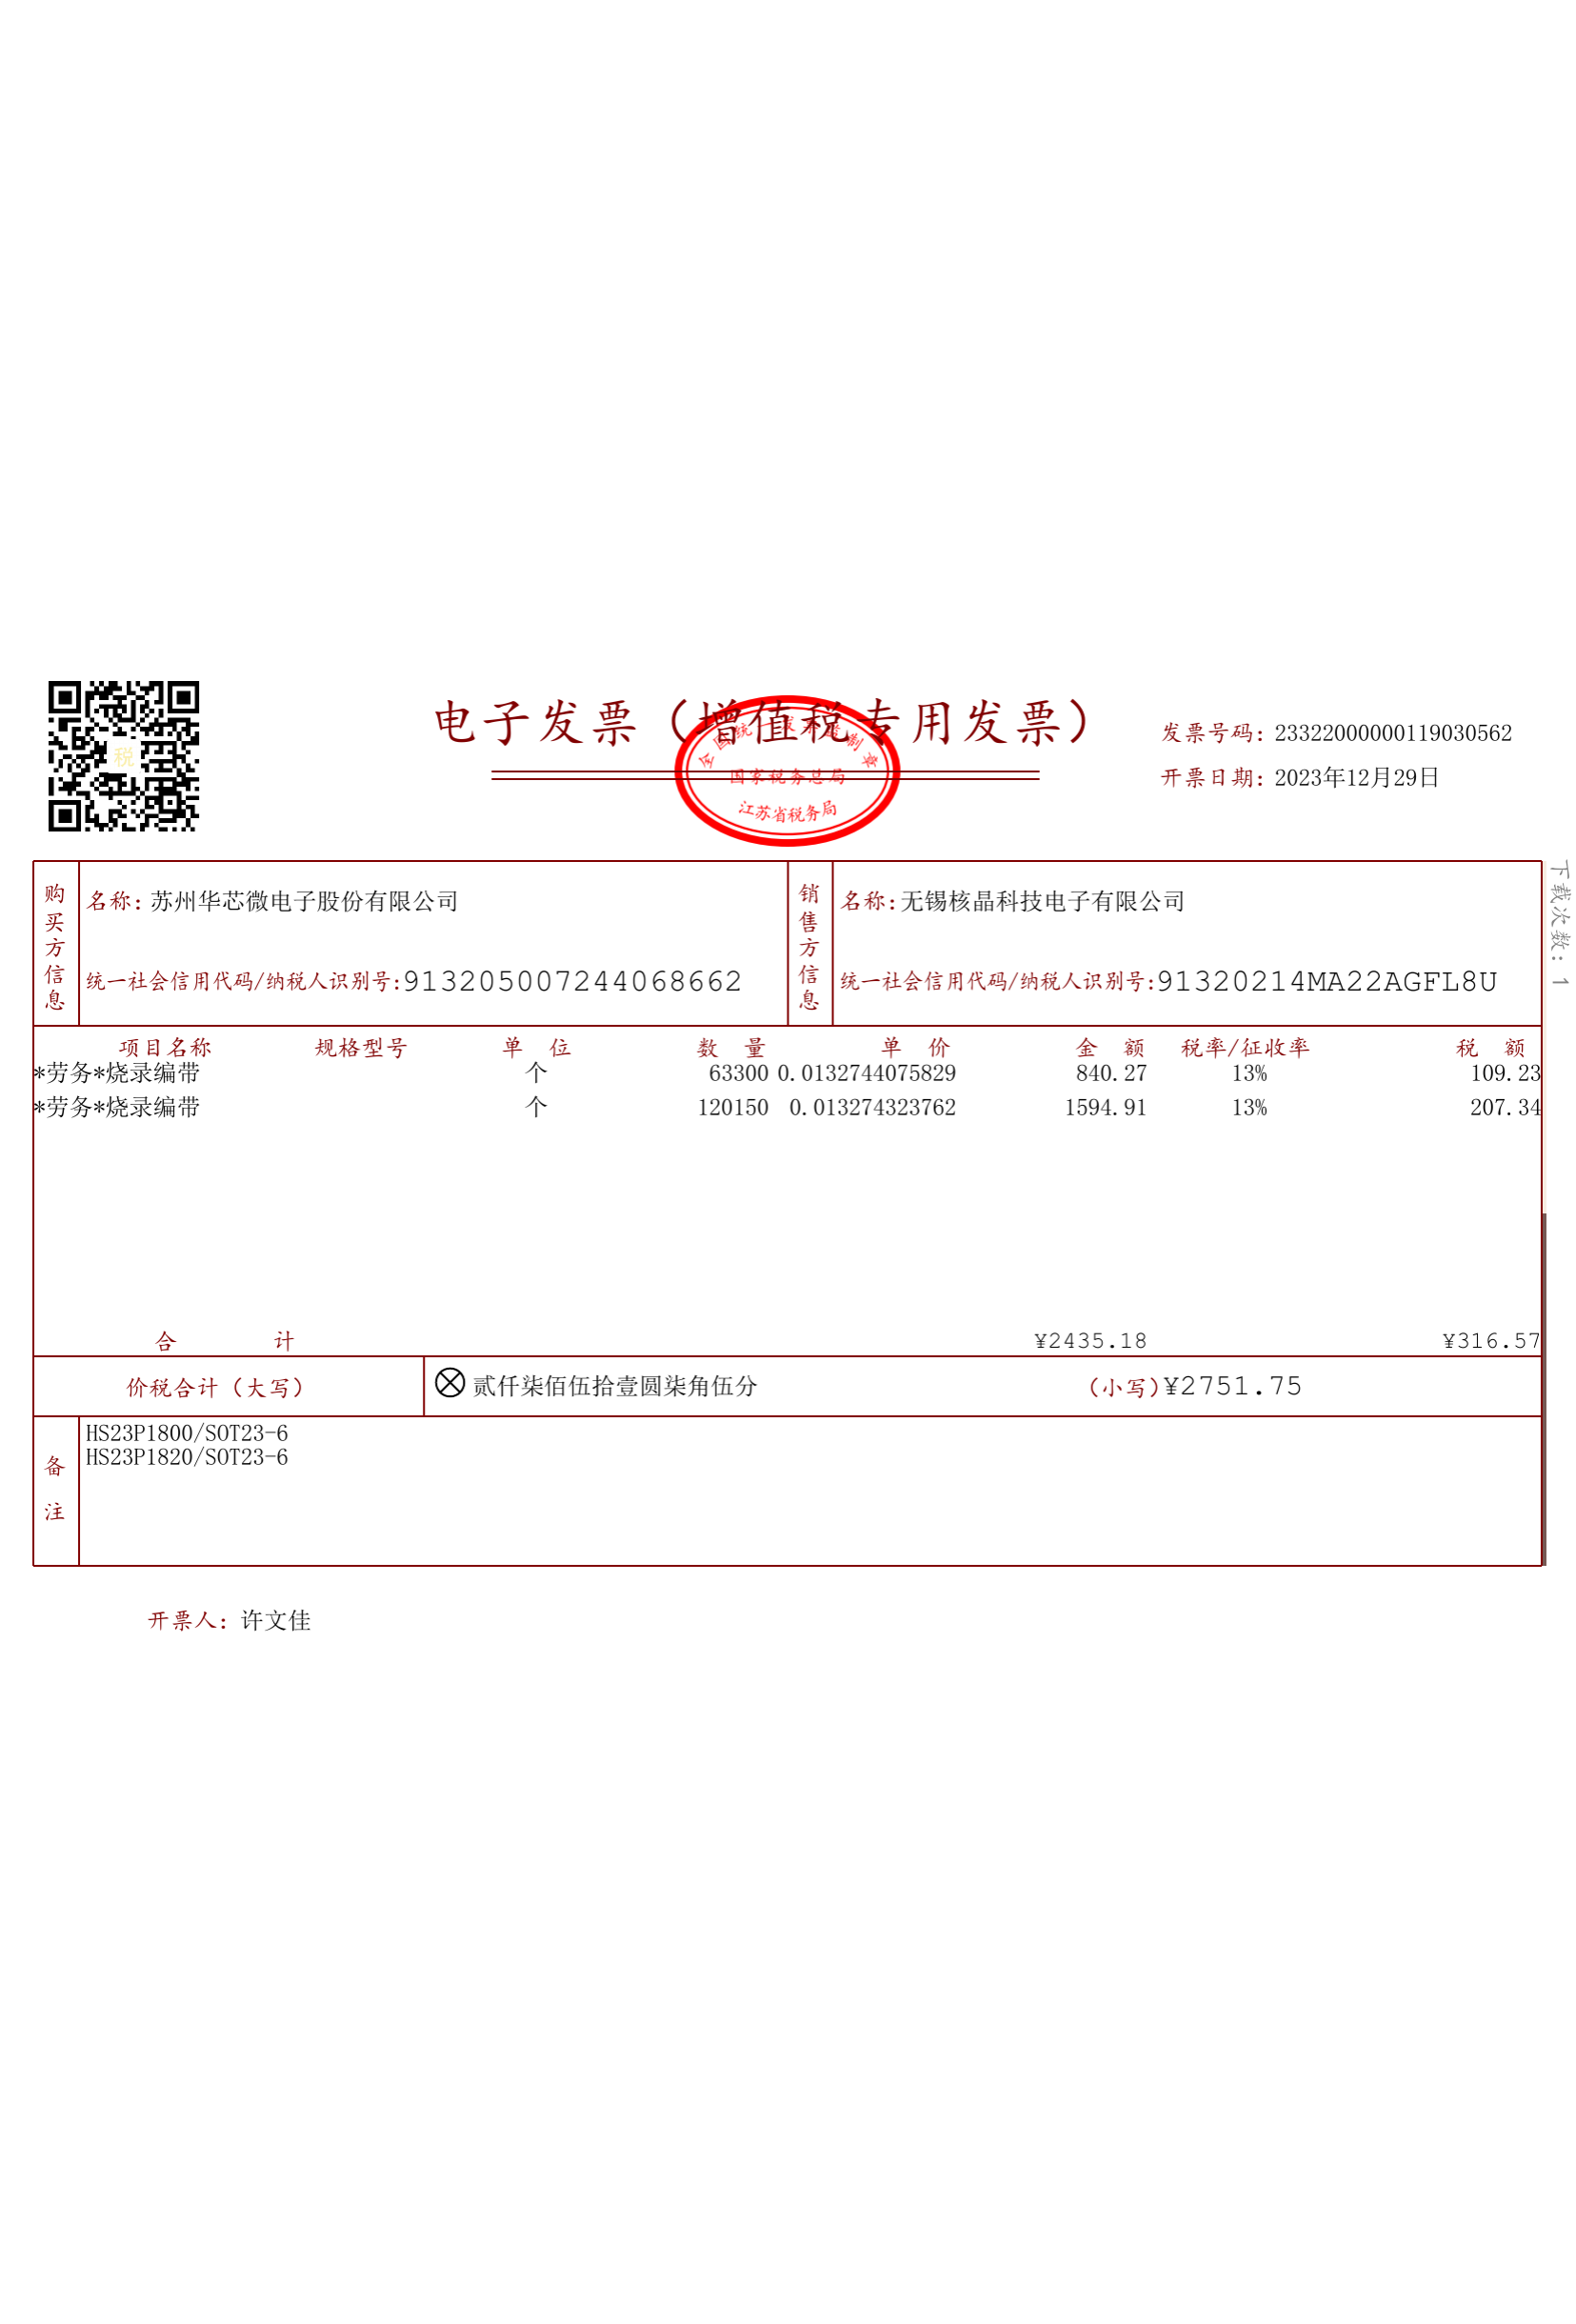 电子发票（增值税专用发票）
全国统一发票监制章
国家税务总局
江苏省税务局
税
发票号码：23322000000119030562
开票日期：2023年12月29日
下载次数：1
购买方信息
名称：苏州华芯微电子股份有限公司
统一社会信用代码/纳税人识别号：913205007244068662
销售方信息
名称：无锡核晶科技电子有限公司
统一社会信用代码/纳税人识别号：91320214MA22AGFL8U
项目名称 规格型号 单 位 数 量 单 价 金 额 税率/征收率 税 额
*劳务*烧录编带 个 63300 0.0132744075829 840.27 13% 109.23
*劳务*烧录编带 个 120150 0.013274323762 1594.91 13% 207.34
合 计 ¥2435.18 ¥316.57
价税合计（大写） ⊗贰仟柒佰伍拾壹圆柒角伍分 （小写）¥2751.75
备注
HS23P1800/SOT23-6
HS23P1820/SOT23-6
开票人：许文佳